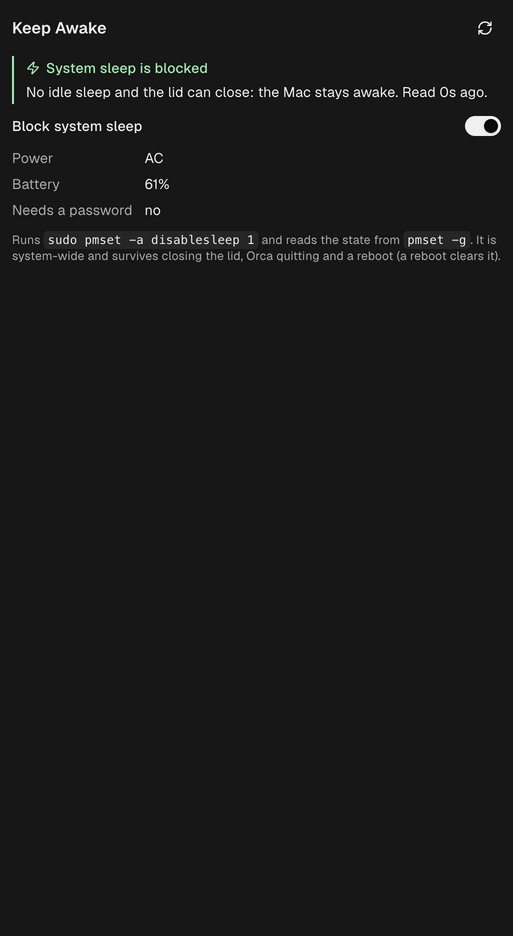 Keep Awake
System sleep is blocked
No idle sleep and the lid can close: the Mac stays awake. Read 0s ago.
Block system sleep
Power AC
Battery 61%
Needs a password no
Runs sudo pmset -a disablesleep 1 and reads the state from pmset -g. It is
system-wide and survives closing the lid, Orca quitting and a reboot (a reboot clears it).